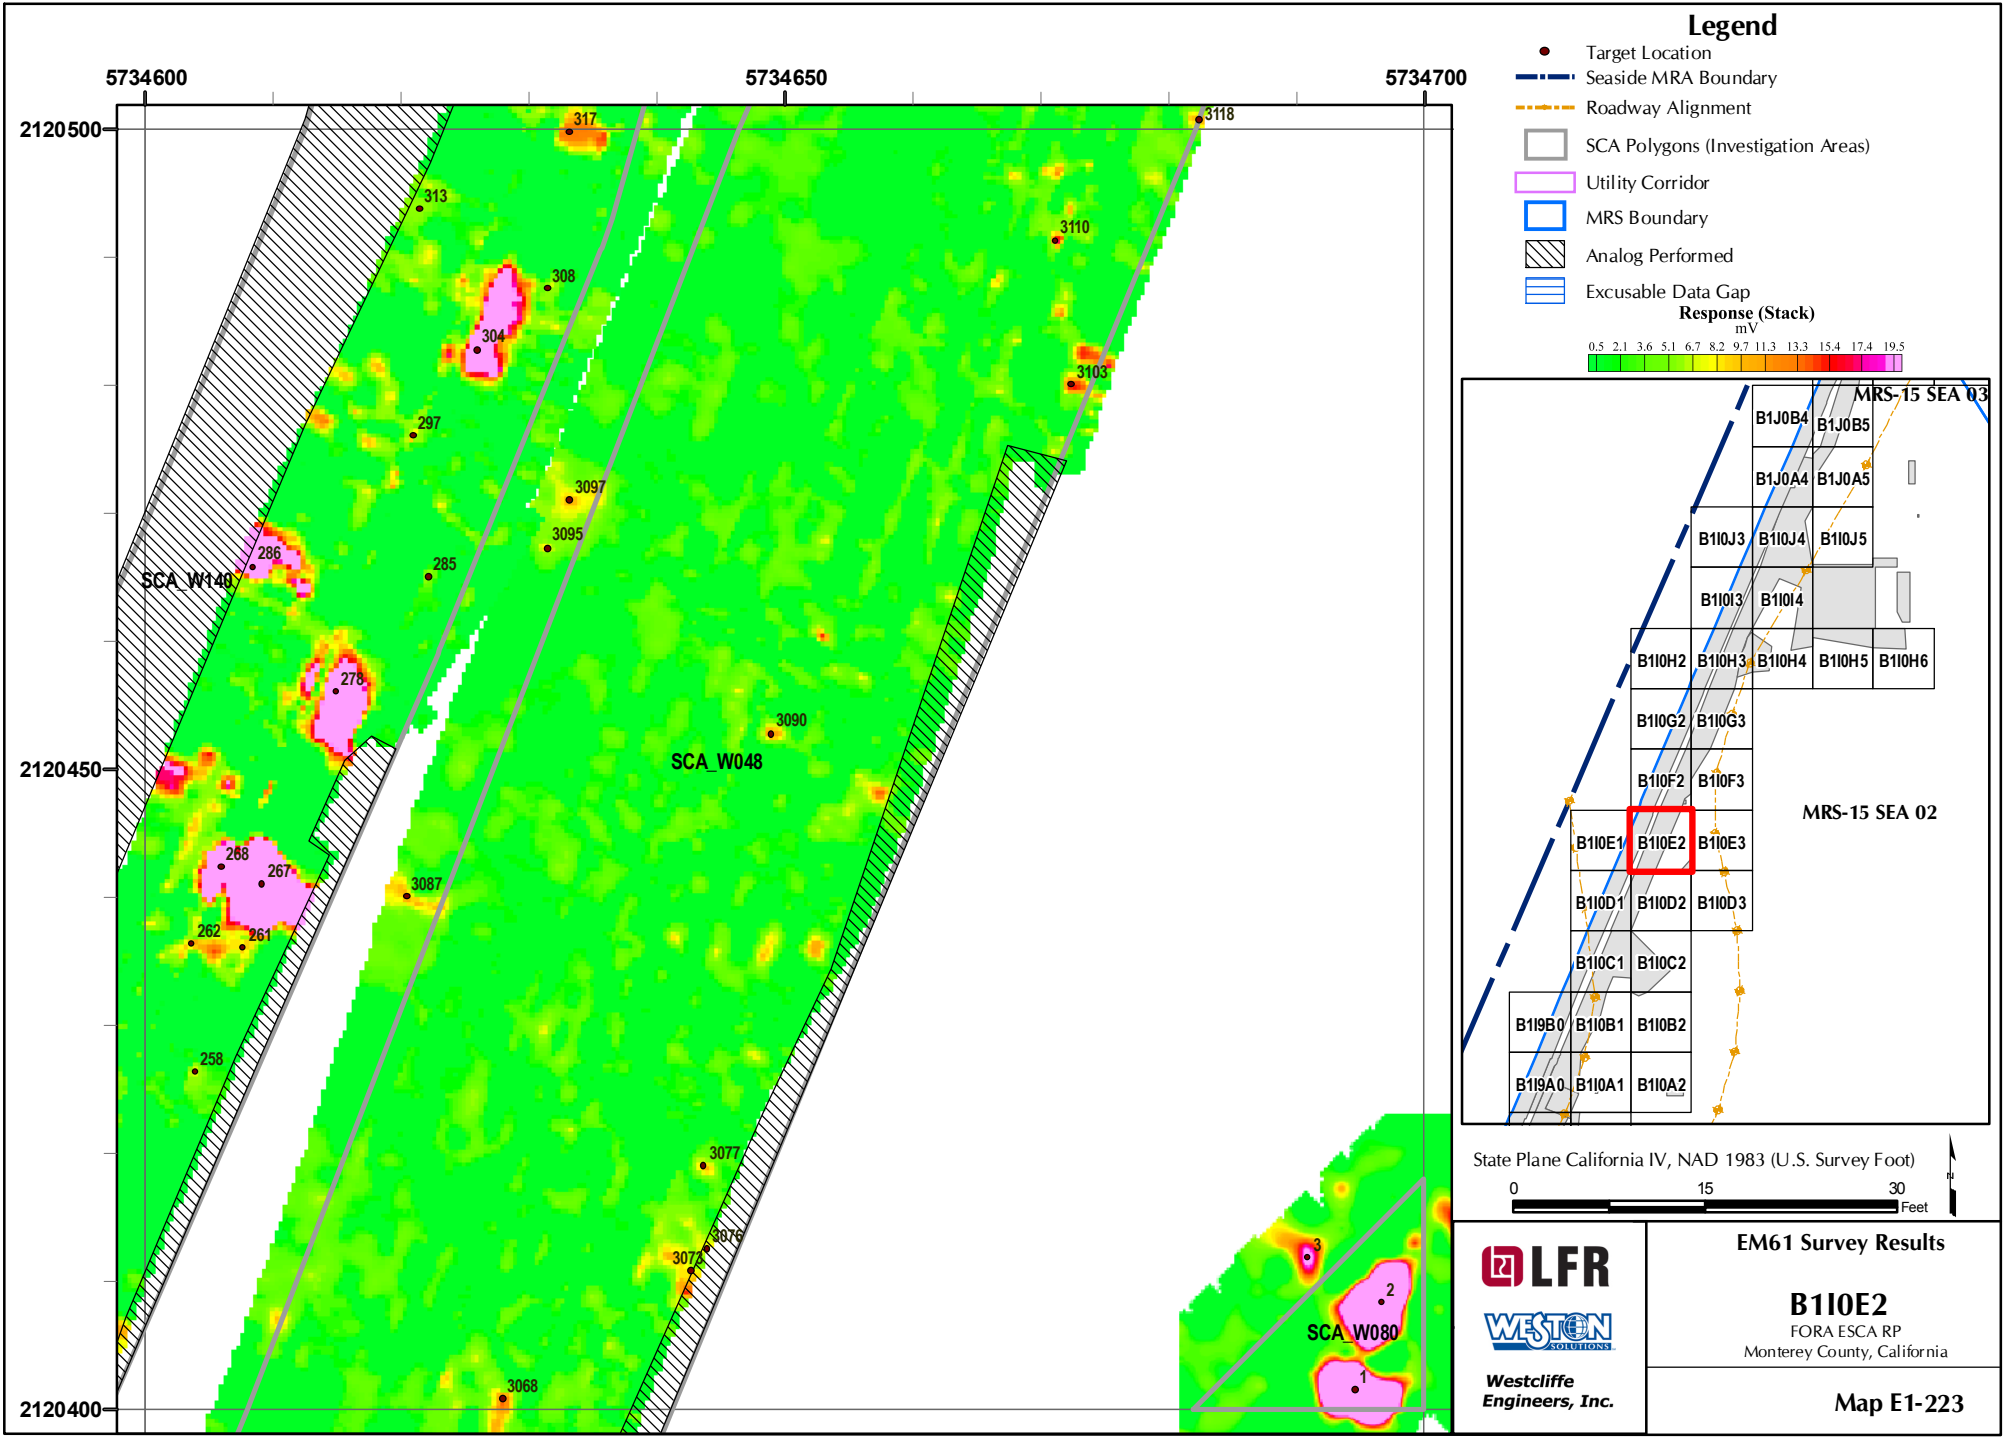 Legend
Target Location
Seaside MRA Boundary
Roadway Alignment
SCA Polygons (Investigation Areas)
Utility Corridor
MRS Boundary
Analog Performed
Excusable Data Gap
Response (Stack)
mV
0.5 2.1 3.6 5.1 6.7 8.2 9.7 11.3 13.3 15.4 17.4 19.5
5734600 5734650 5734700
2120500
2120450
2120400
317
3118
313
3110
308
304
3103
297
3097
3095
286
285
SCA_W140
278
3090
SCA_W048
268
267
3087
262
261
258
3077
3076
3073
3068
3
2
SCA_W080
1
MRS-15 SEA 03
B1J0B4 B1J0B5
B1J0A4 B1J0A5
B1I0J3 B1I0J4 B1I0J5
B1I0I3 B1I0I4
B1I0H2 B1I0H3 B1I0H4 B1I0H5 B1I0H6
B1I0G2 B1I0G3
B1I0F2 B1I0F3
MRS-15 SEA 02
B1I0E1 B1I0E2 B1I0E3
B1I0D1 B1I0D2 B1I0D3
B1I0C1 B1I0C2
B1I9B0 B1I0B1 B1I0B2
B1I9A0 B1I0A1 B1I0A2
State Plane California IV, NAD 1983 (U.S. Survey Foot)
0 15 30
Feet
N
LFR
WESTON
SOLUTIONS
Westcliffe
Engineers, Inc.
EM61 Survey Results
B1I0E2
FORA ESCA RP
Monterey County, California
Map E1-223